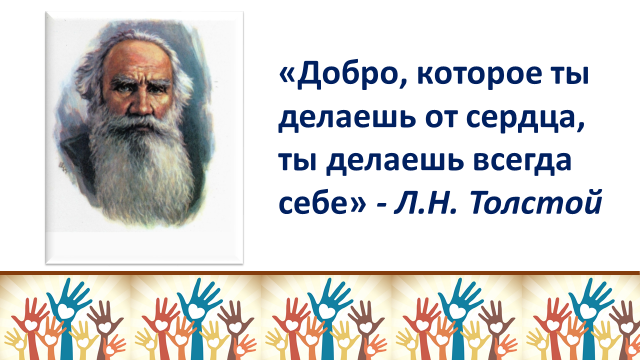 «Добро, которое ты
делаешь от сердца,
ты делаешь всегда
себе» - Л.Н. Толстой